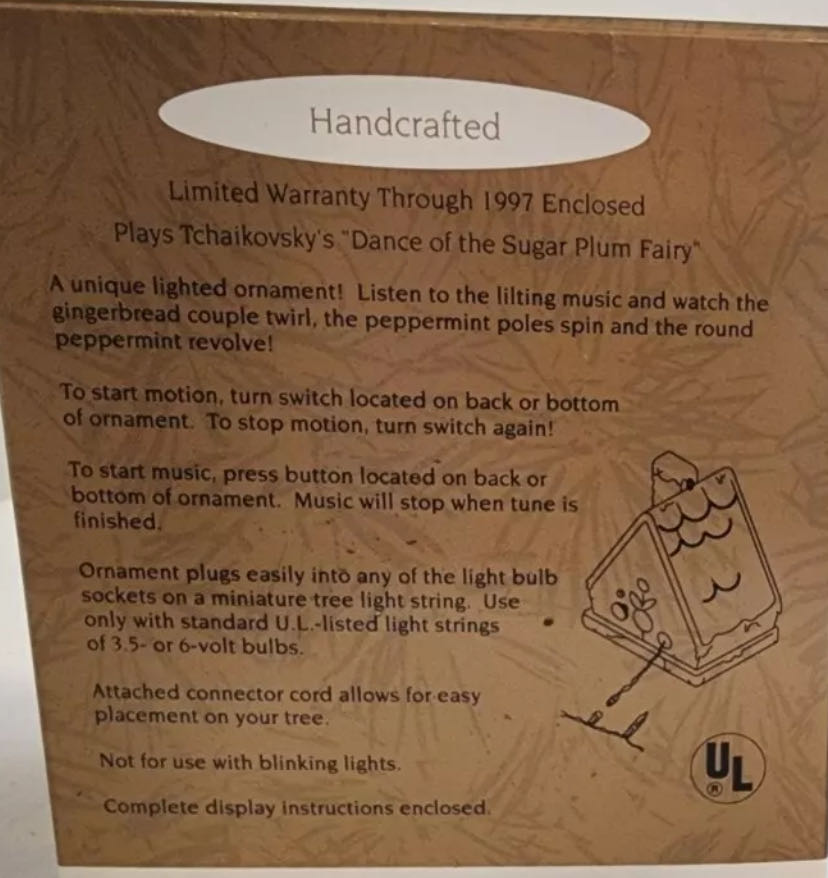 Handcrafted
Limited Warranty Through 1997 Enclosed
Plays Tchaikovsky's "Dance of the Sugar Plum Fairy"
A unique lighted ornament! Listen to the lilting music and watch the
gingerbread couple twirl, the peppermint poles spin and the round
peppermint revolve!
To start motion, turn switch located on back or bottom
of ornament. To stop motion, turn switch again!
To start music, press button located on back or
bottom of ornament. Music will stop when tune is
finished.
Ornament plugs easily into any of the light bulb
sockets on a miniature tree light string. Use
only with standard U.L.-listed light strings
of 3.5- or 6-volt bulbs.
Attached connector cord allows for easy
placement on your tree.
Not for use with blinking lights.
Complete display instructions enclosed.
UL
®